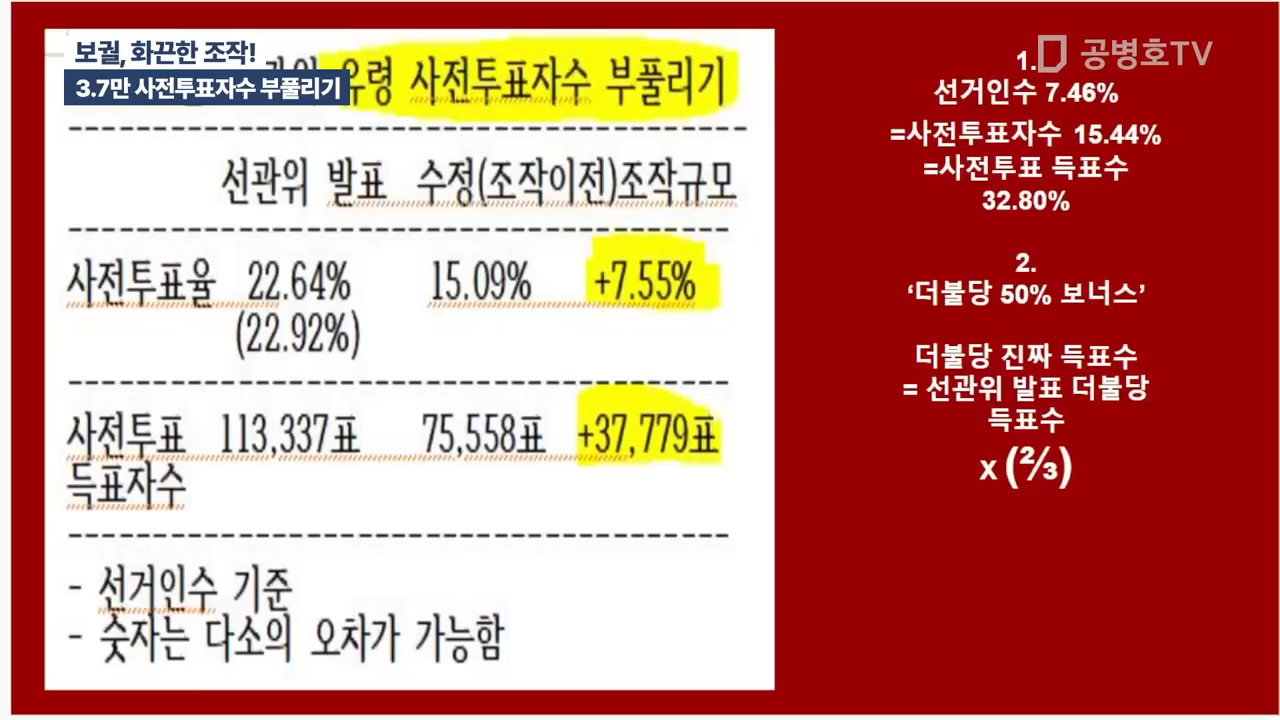 보궐, 화끈한 조작!
3.7만 사전투표자수 부풀리기
유령 사전투표자수 부풀리기
선관위 발표 수정(조작이전)조작규모
사전투표율 22.64% 15.09% +7.55%
(22.92%)
사전투표 113,337표 75,558표 +37,779표
득표자수
- 선거인수 기준
- 숫자는 다소의 오차가 가능함
공병호TV
1.
선거인수 7.46%
=사전투표자수 15.44%
=사전투표 득표수
32.80%
2.
‘더불당 50% 보너스’
더불당 진짜 득표수
= 선관위 발표 더불당
득표수
x (⅔)